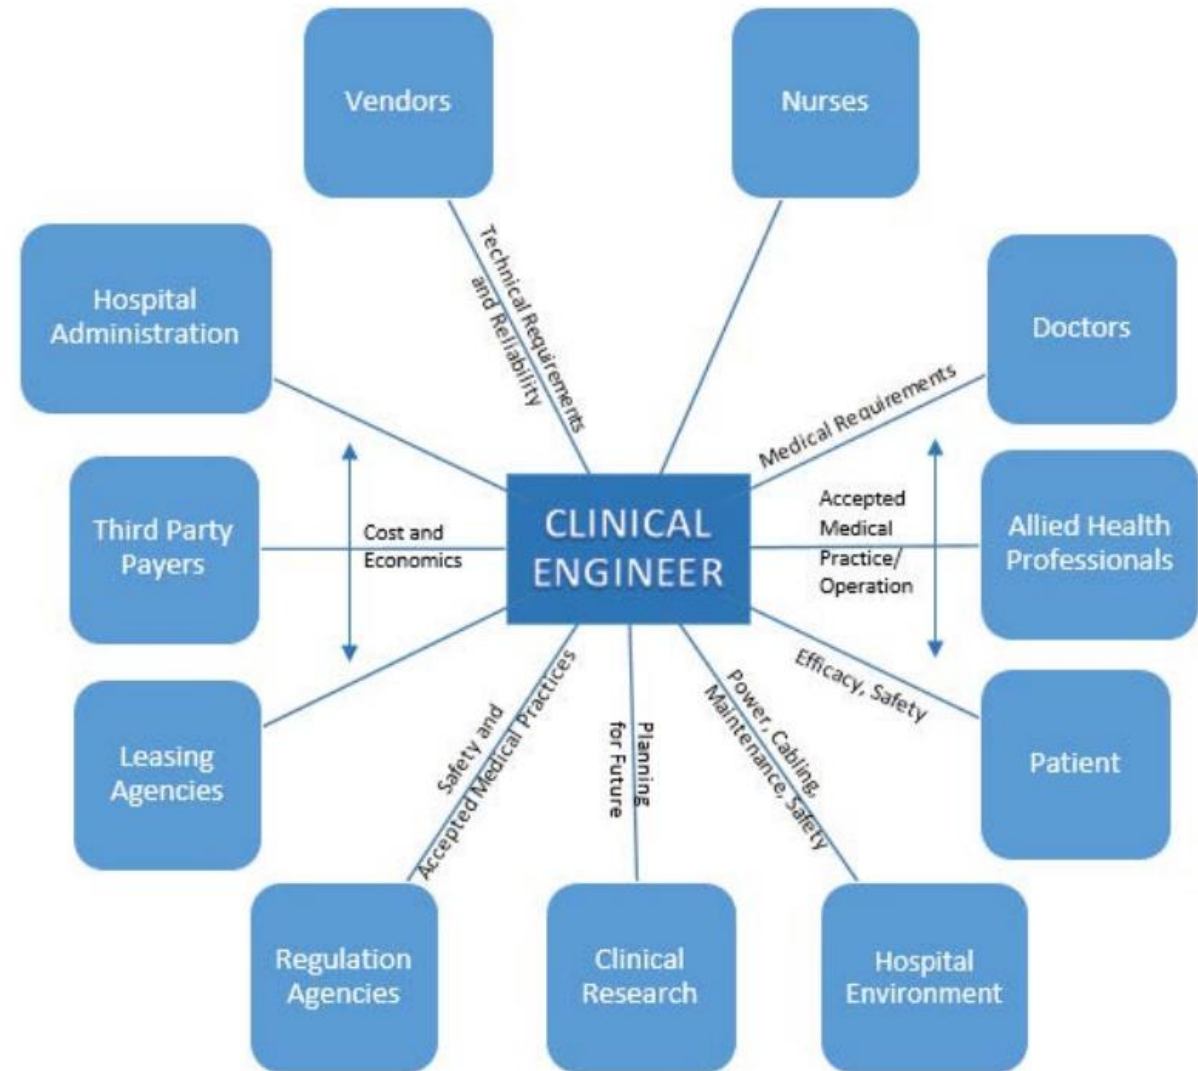 Vendors
Nurses
Hospital
Administration
Technical Requirements
and Reliability
Doctors
Medical Requirements
Third Party
Payers
Cost and
Economics
CLINICAL
ENGINEER
Accepted
Medical
Practice/
Operation
Allied Health
Professionals
Leasing
Agencies
Safety and
Accepted Medical Practices
Planning
for Future
Power, Cabling,
Maintenance, Safety
Efficacy, Safety
Patient
Regulation
Agencies
Clinical
Research
Hospital
Environment